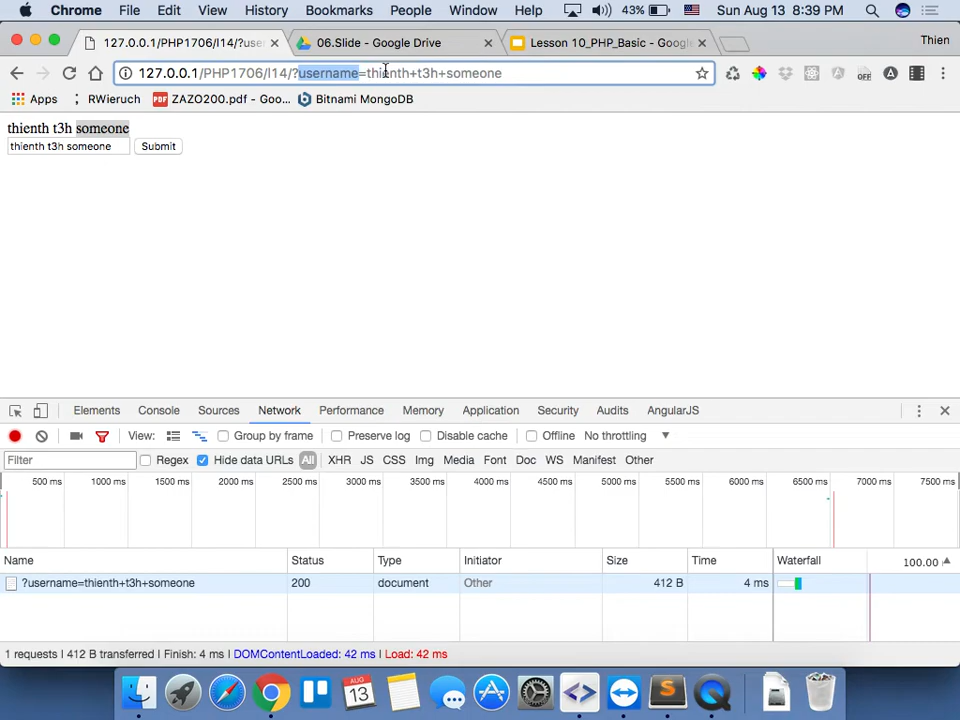 Chrome File Edit View History Bookmarks People Window Help 43% Sun Aug 13 8:39 PM
127.0.0.1/PHP1706/l14/?use 06.Slide - Google Drive Lesson 10_PHP_Basic - Goog Thien
127.0.0.1/PHP1706/l14/?username=thienth+t3h+someone OFF
Apps RWieruch PDF ZAZO200.pdf - Goo... Bitnami MongoDB
thienth t3h someone
thienth t3h someone Submit
Elements Console Sources Network Performance Memory Application Security Audits AngularJS
View: Group by frame Preserve log Disable cache Offline No throttling
Filter Regex Hide data URLs All XHR JS CSS Img Media Font Doc WS Manifest Other
500 ms 1000 ms 1500 ms 2000 ms 2500 ms 3000 ms 3500 ms 4000 ms 4500 ms 5000 ms 5500 ms 6000 ms 6500 ms 7000 ms 7500 ms
Name Status Type Initiator Size Time Waterfall 100.00
?username=thienth+t3h+someone 200 document Other 412 B 4 ms
1 requests | 412 B transferred | Finish: 4 ms | DOMContentLoaded: 42 ms | Load: 42 ms
AUG
13